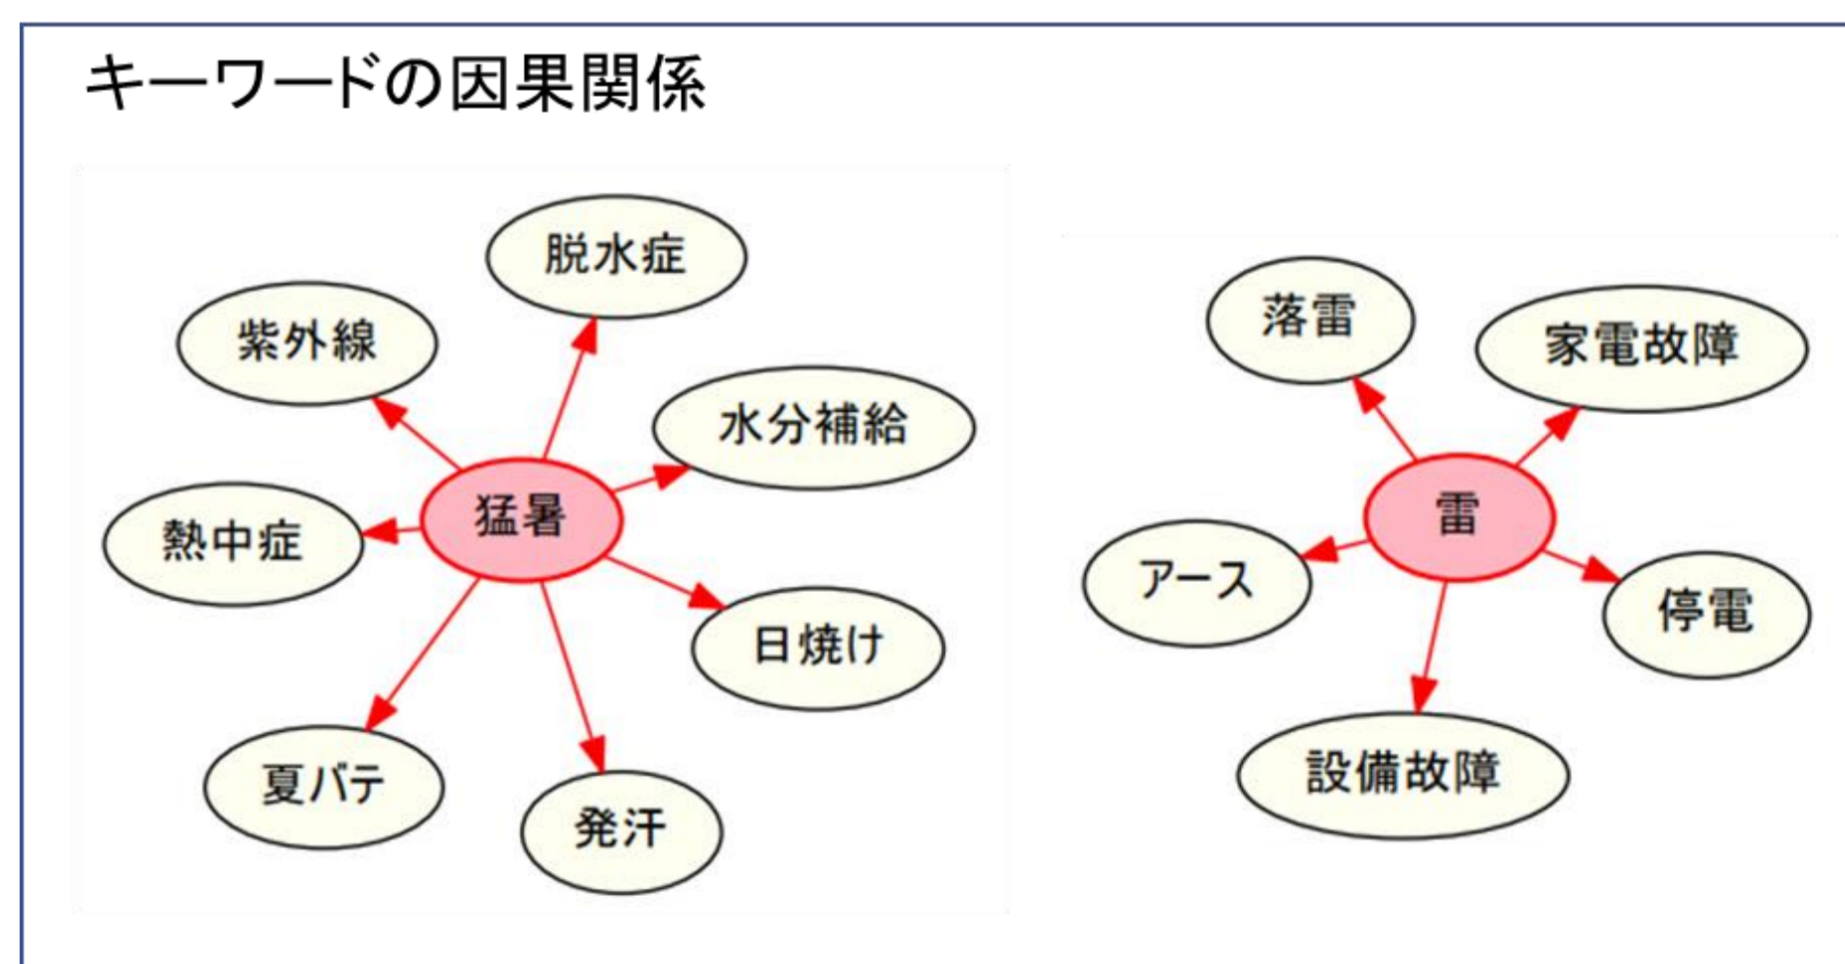 キーワードの因果関係
脱水症
紫外線
水分補給
猛暑
熱中症
日焼け
夏バテ
発汗
落雷
家電故障
雷
アース
停電
設備故障